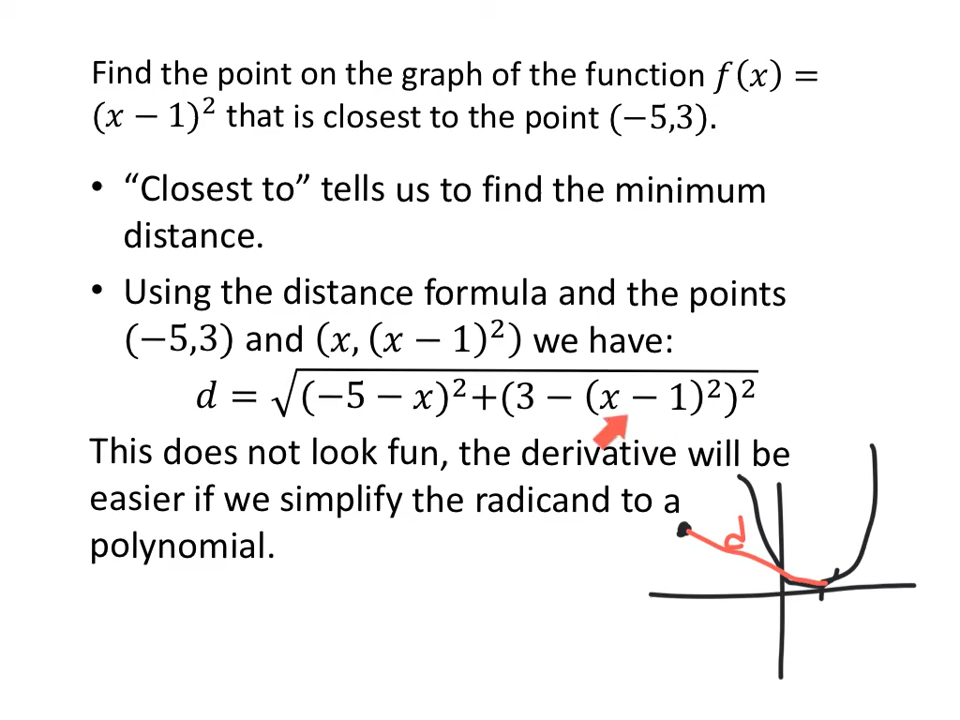 Find the point on the graph of the function f(x) =
(x − 1)² that is closest to the point (−5,3).
• “Closest to” tells us to find the minimum
distance.
• Using the distance formula and the points
(−5,3) and (x, (x − 1)²) we have:
d = √(−5 − x)²+(3 − (x − 1)²)²
This does not look fun, the derivative will be
easier if we simplify the radicand to a
polynomial.
d